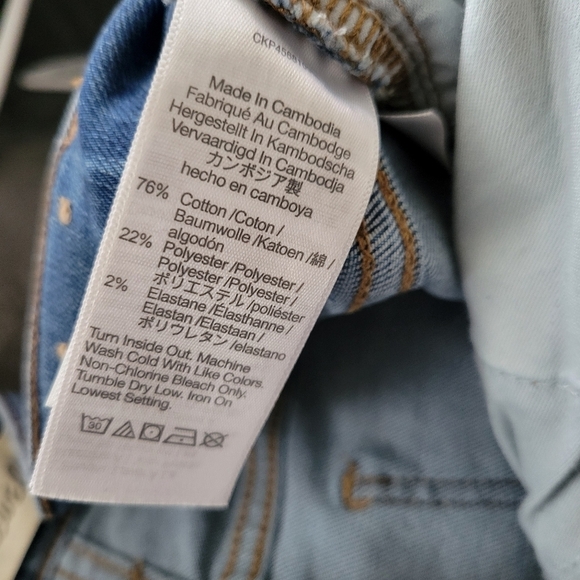 Made In Cambodia
Fabriqué Au Cambodge
Hergestellt In Kambodscha
Vervaardigd In Cambodja
カンボジア製
hecho en camboya
76% Cotton /Coton /
Baumwolle /Katoen /綿 /
algodón
22% Polyester /Polyester /
Polyester /Polyester /
ポリエステル /poliéster
2% Elastane /Élasthanne /
Elastan /Elastaan /
ポリウレタン /elastano
Turn Inside Out. Machine
Wash Cold With Like Colors.
Non-Chlorine Bleach Only.
Tumble Dry Low. Iron On
Lowest Setting.
30